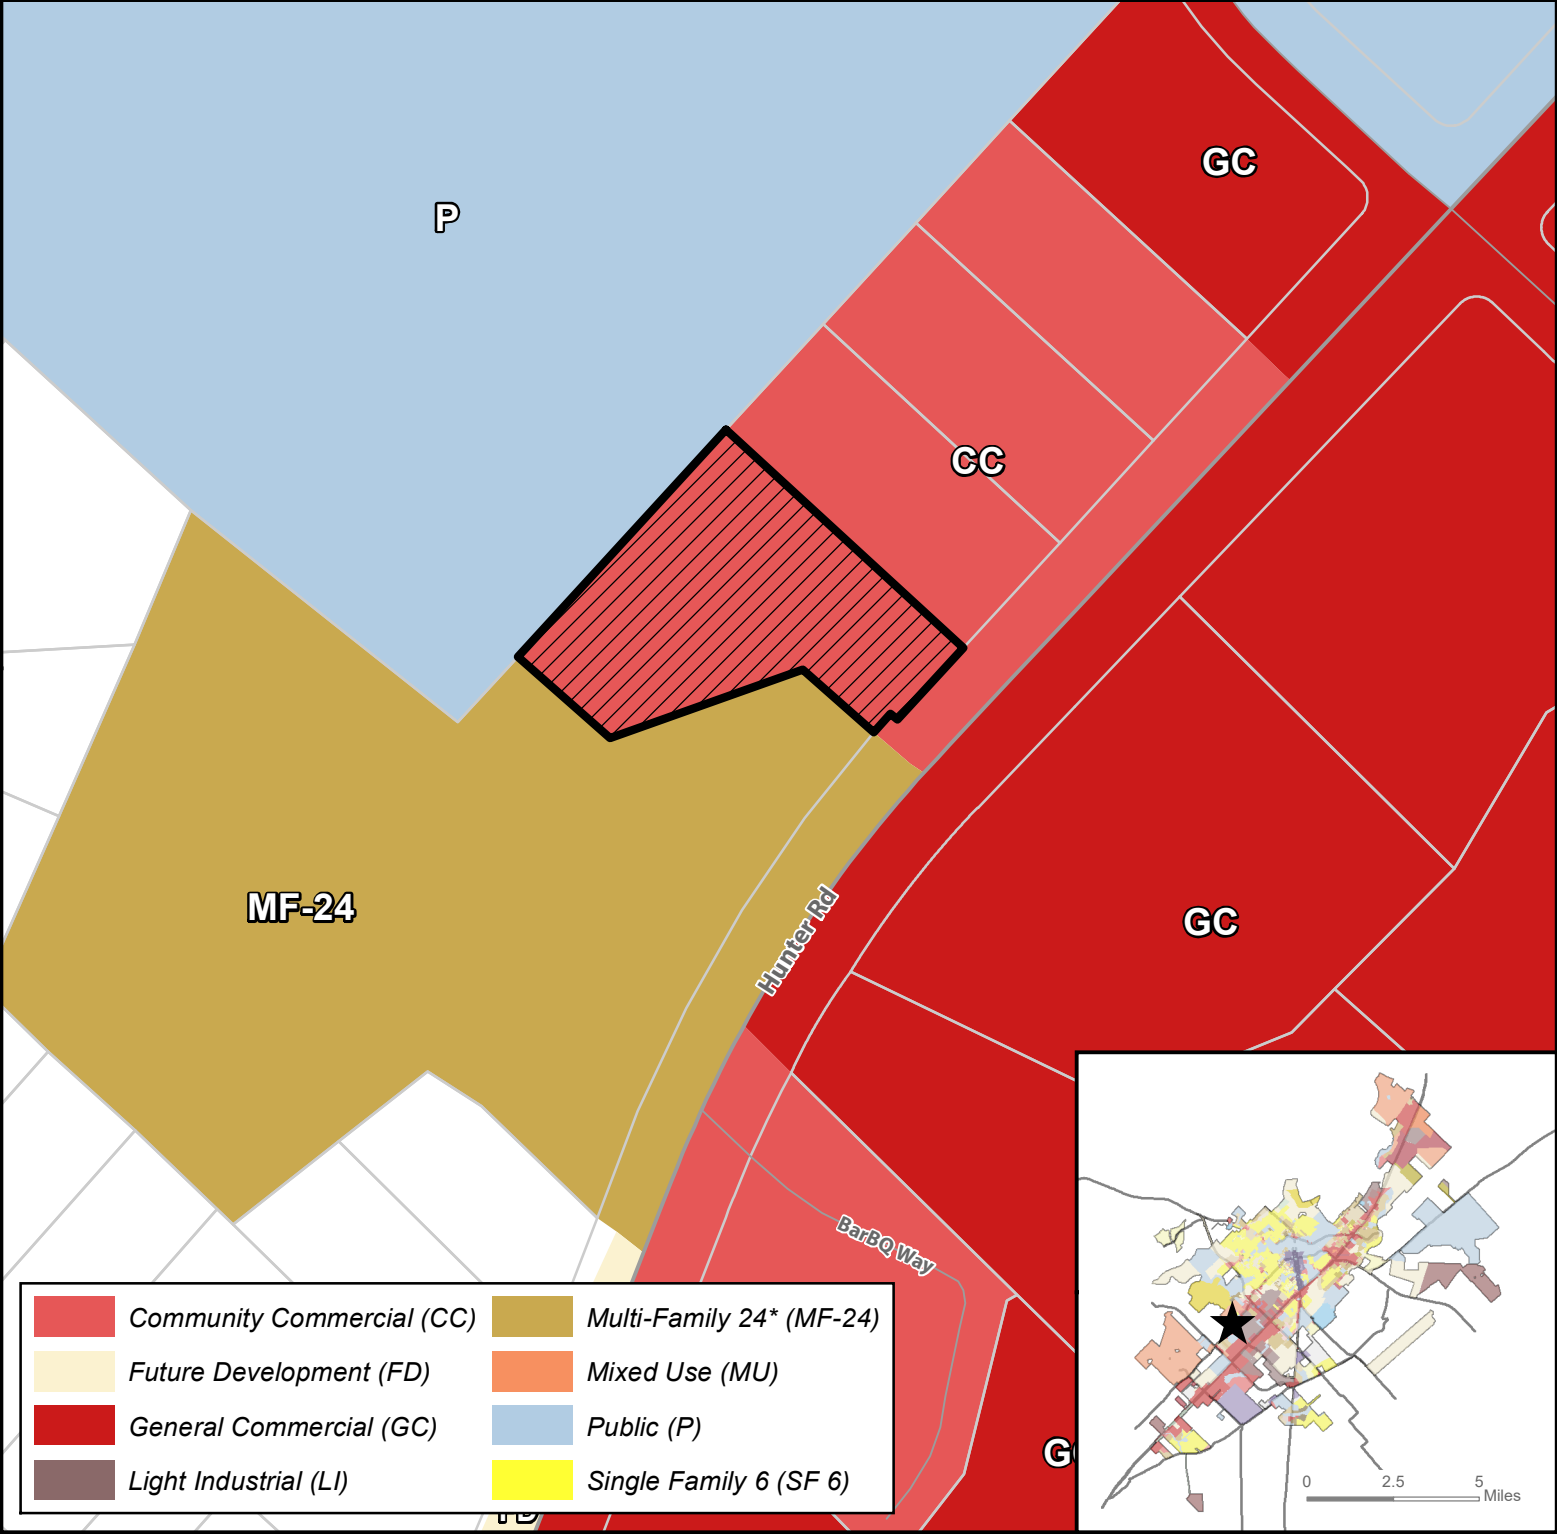 GC
P
CC
MF-24
GC
Hunter Rd
BarBQ Way
Community Commercial (CC)
Future Development (FD)
General Commercial (GC)
Light Industrial (LI)
Multi-Family 24* (MF-24)
Mixed Use (MU)
Public (P)
Single Family 6 (SF 6)
0 2.5 5
Miles